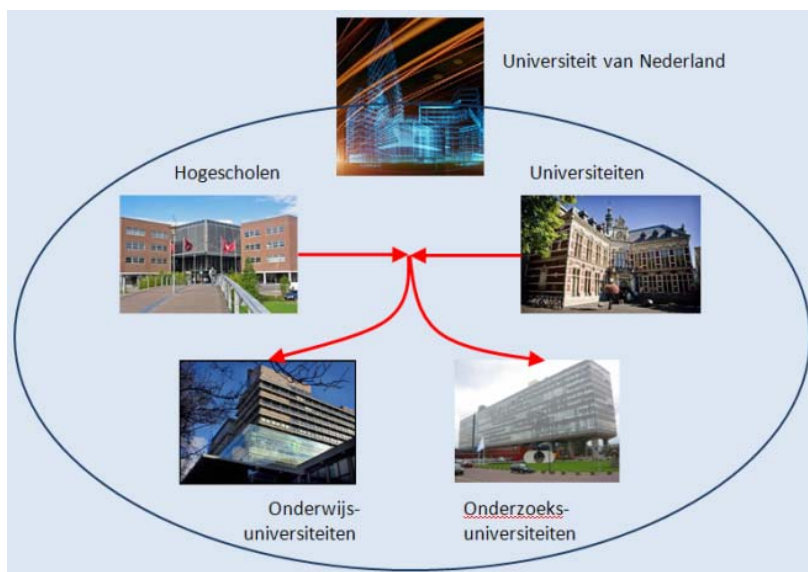 Universiteit van Nederland
Hogescholen
Universiteiten
Onderwijs-
universiteiten
Onderzoeks-
universiteiten